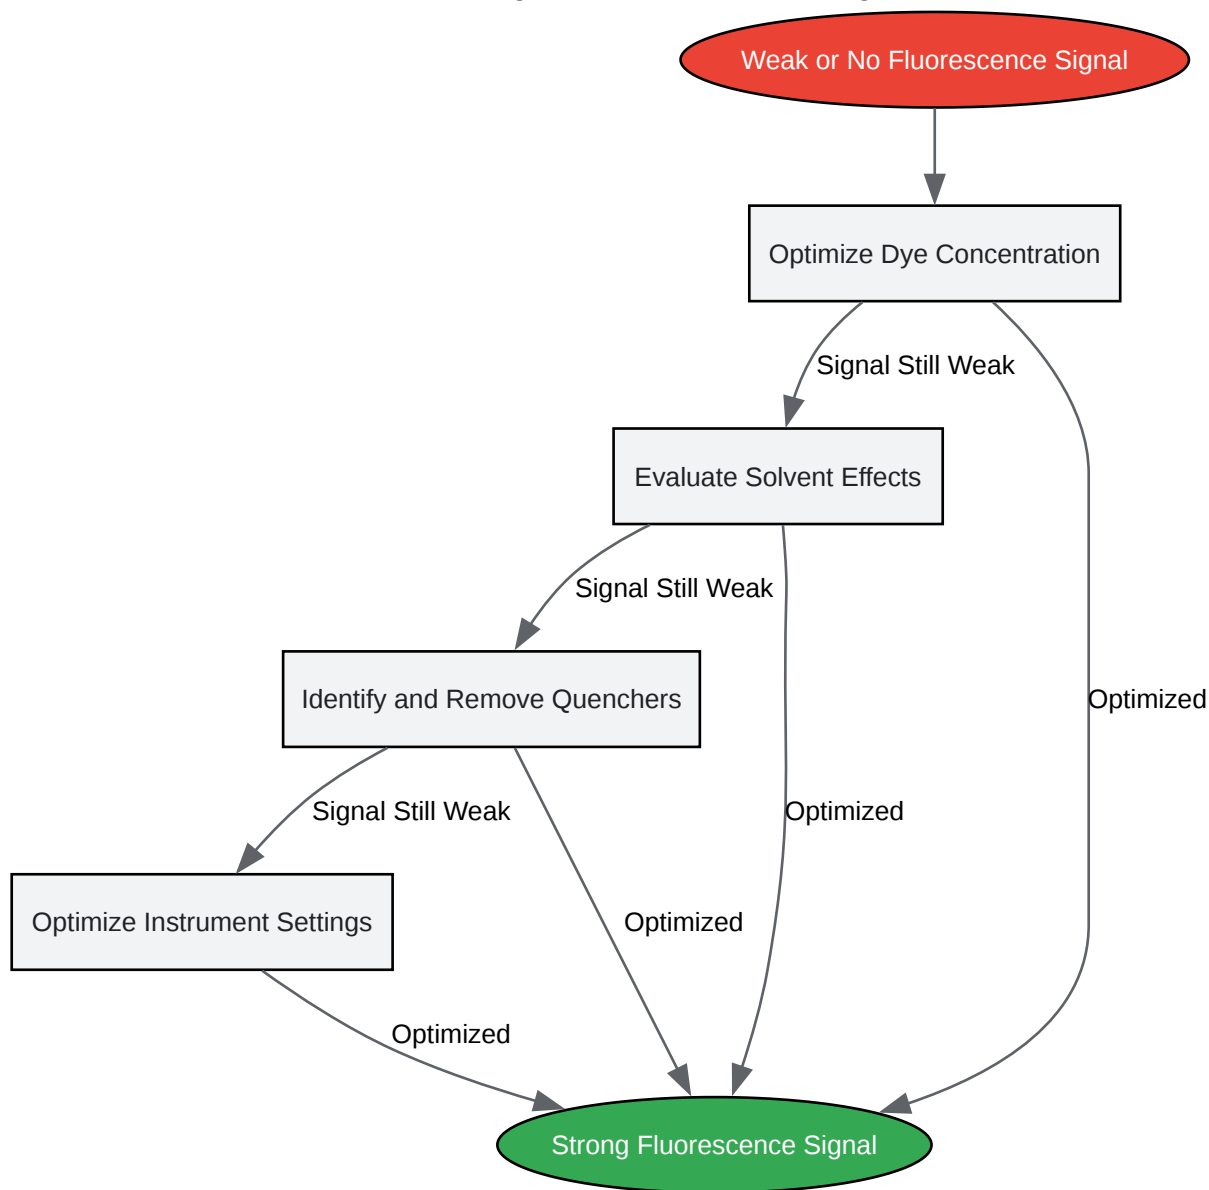 Weak or No Fluorescence Signal
Optimize Dye Concentration
Signal Still Weak
Evaluate Solvent Effects
Signal Still Weak
Identify and Remove Quenchers
Optimized
Signal Still Weak
Optimized
Optimize Instrument Settings
Optimized
Optimized
Strong Fluorescence Signal